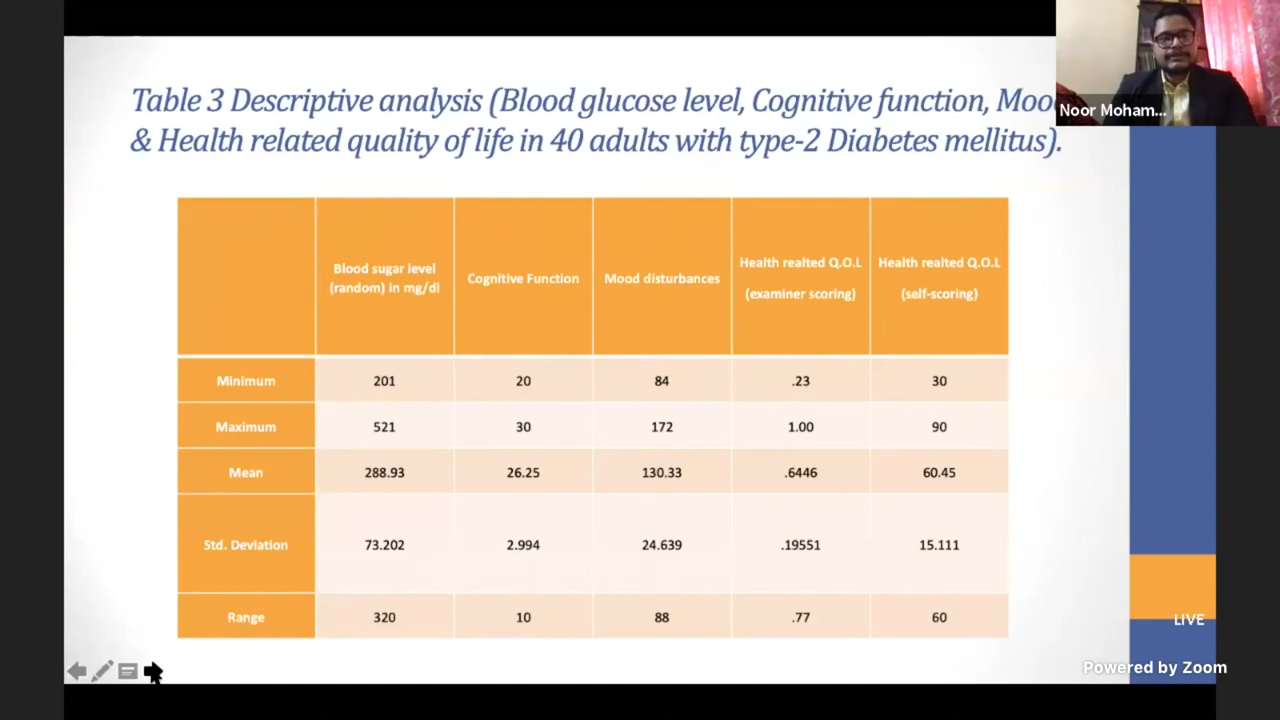 Table 3 Descriptive analysis (Blood glucose level, Cognitive function,
& Health related quality of life in 40 adults with type-2 Diabetes mellitus).
Noor Moham...
Blood sugar level
(random) in mg/dl
Cognitive Function
Mood disturbances
Health realted Q.O.L
(examiner scoring)
Health realted Q.O.L
(self-scoring)
Minimum 201 20 84 .23 30
Maximum 521 30 172 1.00 90
Mean 288.93 26.25 130.33 .6446 60.45
Std. Deviation 73.202 2.994 24.639 .19551 15.111
Range 320 10 88 .77 60
LIVE
Powered by Zoom